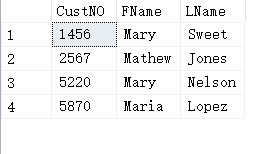 CustNO FName LName
1 1456 Mary Sweet
2 2567 Mathew Jones
3 5220 Mary Nelson
4 5870 Maria Lopez